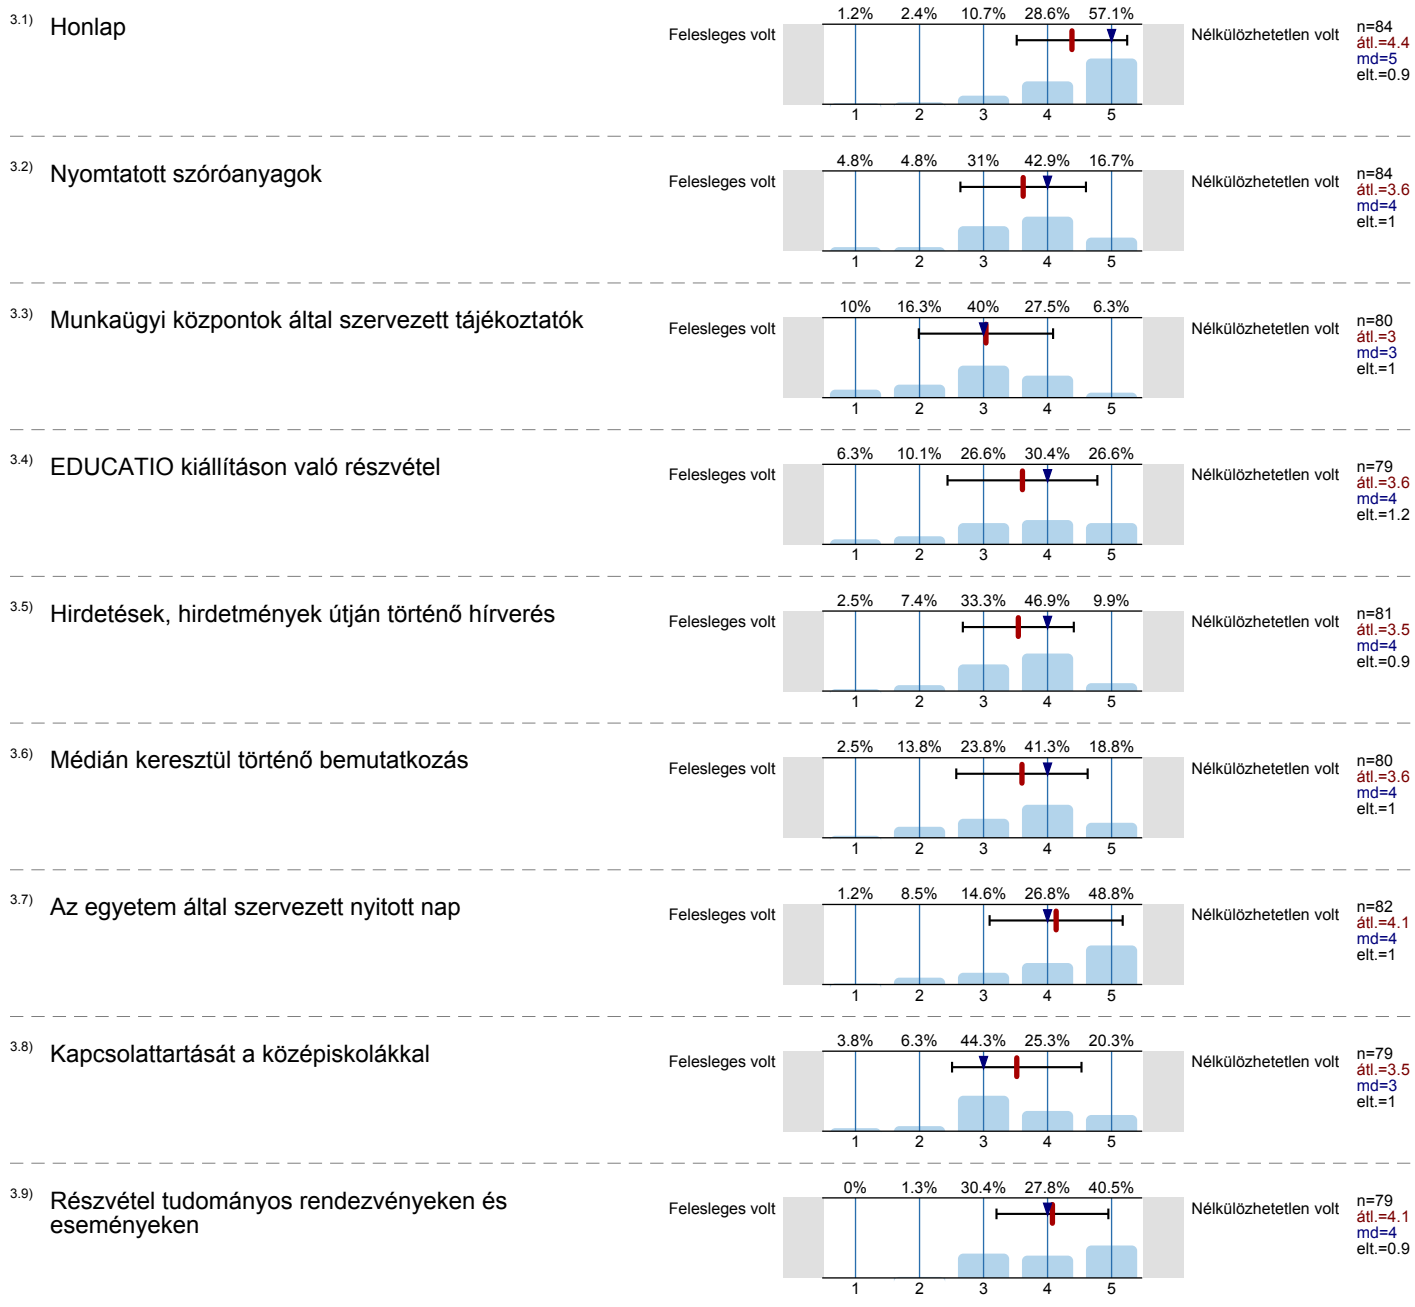 3.1) Honlap
1.2% 2.4% 10.7% 28.6% 57.1%
Felesleges volt
Nélkülözhetetlen volt
n=84
átl.=4.4
md=5
elt.=0.9
1 2 3 4 5
3.2) Nyomtatott szóróanyagok
4.8% 4.8% 31% 42.9% 16.7%
Felesleges volt
Nélkülözhetetlen volt
n=84
átl.=3.6
md=4
elt.=1
1 2 3 4 5
3.3) Munkaügyi központok által szervezett tájékoztatók
10% 16.3% 40% 27.5% 6.3%
Felesleges volt
Nélkülözhetetlen volt
n=80
átl.=3
md=3
elt.=1
1 2 3 4 5
3.4) EDUCATIO kiállításon való részvétel
6.3% 10.1% 26.6% 30.4% 26.6%
Felesleges volt
Nélkülözhetetlen volt
n=79
átl.=3.6
md=4
elt.=1.2
1 2 3 4 5
3.5) Hirdetések, hirdetmények útján történő hírverés
2.5% 7.4% 33.3% 46.9% 9.9%
Felesleges volt
Nélkülözhetetlen volt
n=81
átl.=3.5
md=4
elt.=0.9
1 2 3 4 5
3.6) Médián keresztül történő bemutatkozás
2.5% 13.8% 23.8% 41.3% 18.8%
Felesleges volt
Nélkülözhetetlen volt
n=80
átl.=3.6
md=4
elt.=1
1 2 3 4 5
3.7) Az egyetem által szervezett nyitott nap
1.2% 8.5% 14.6% 26.8% 48.8%
Felesleges volt
Nélkülözhetetlen volt
n=82
átl.=4.1
md=4
elt.=1
1 2 3 4 5
3.8) Kapcsolattartását a középiskolákkal
3.8% 6.3% 44.3% 25.3% 20.3%
Felesleges volt
Nélkülözhetetlen volt
n=79
átl.=3.5
md=3
elt.=1
1 2 3 4 5
3.9) Részvétel tudományos rendezvényeken és
eseményeken
0% 1.3% 30.4% 27.8% 40.5%
Felesleges volt
Nélkülözhetetlen volt
n=79
átl.=4.1
md=4
elt.=0.9
1 2 3 4 5